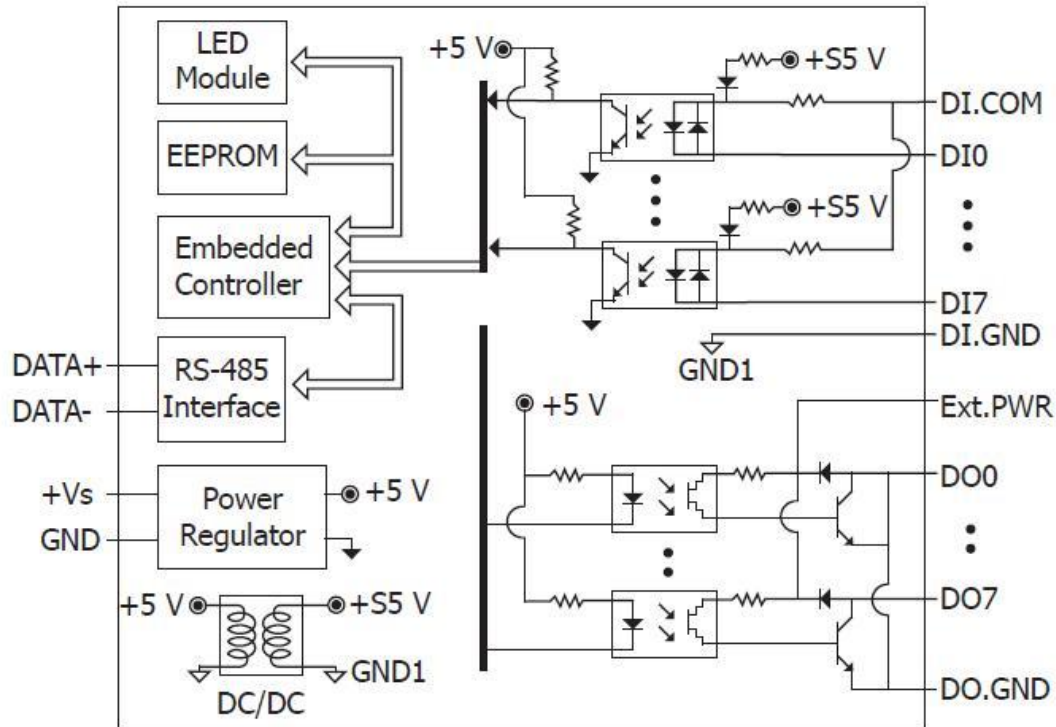 LED
Module
EEPROM
Embedded
Controller
DATA+
DATA-
RS-485
Interface
+Vs
GND
Power
Regulator
+5 V
+5 V
+S5 V
GND1
DC/DC
+5 V
+S5 V
DI.COM
DI0
+S5 V
DI7
DI.GND
GND1
+5 V
Ext.PWR
DO0
DO7
DO.GND